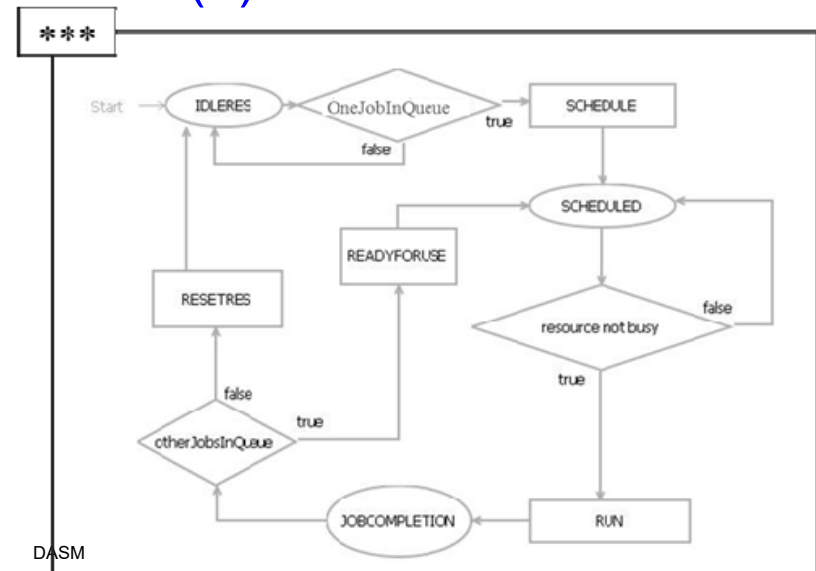 ***
Start
IDLERES
OneJobInQueue
true
SCHEDULE
false
SCHEDULED
READYFORUSE
RESETRES
resource not busy
false
true
false
true
otherJobsInQueue
JOBCOMPLETION
RUN
DASM